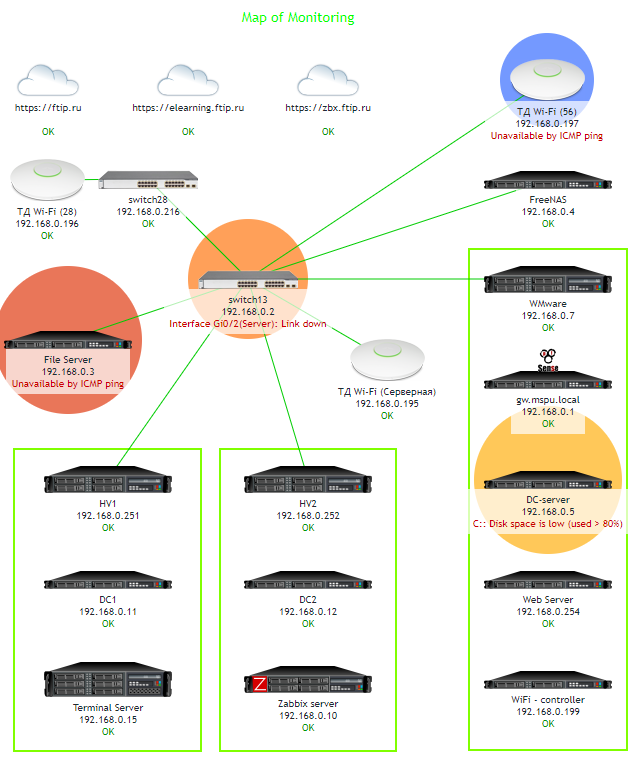 Map of Monitoring
https://ftip.ru
OK
https://elearning.ftip.ru
OK
https://zbx.ftip.ru
OK
ТД Wi-Fi (56)
192.168.0.197
Unavailable by ICMP ping
ТД Wi-Fi (28)
192.168.0.196
OK
switch28
192.168.0.216
OK
FreeNAS
192.168.0.4
OK
switch13
192.168.0.2
Interface Gi0/2(Server): Link down
WMware
192.168.0.7
OK
File Server
192.168.0.3
Unavailable by ICMP ping
ТД Wi-Fi (Серверная)
192.168.0.195
OK
Sense
gw.mspu.local
192.168.0.1
OK
HV1
192.168.0.251
OK
HV2
192.168.0.252
OK
DC-server
192.168.0.5
C:: Disk space is low (used > 80%)
DC1
192.168.0.11
OK
DC2
192.168.0.12
OK
Web Server
192.168.0.254
OK
Terminal Server
192.168.0.15
OK
Z
Zabbix server
192.168.0.10
OK
WiFi - controller
192.168.0.199
OK